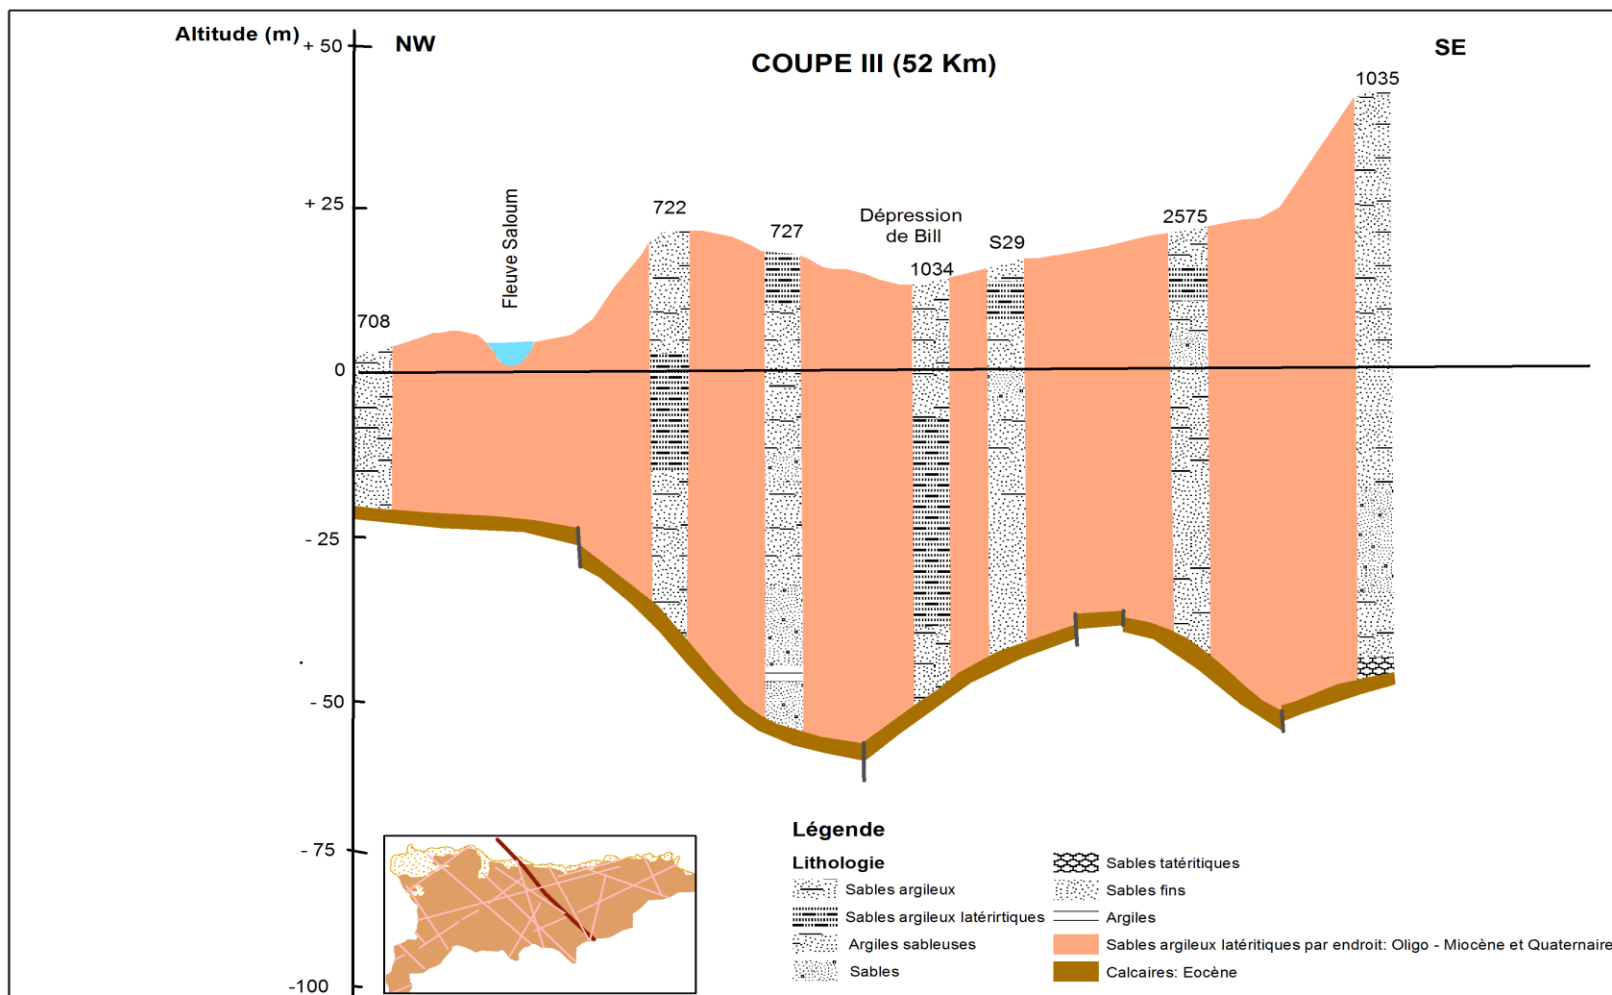 Altitude (m)
+ 50
NW
COUPE III (52 Km)
SE
1035
+ 25
Fleuve Saloum
722
727
Dépression
de Bill
1034
S29
2575
708
0
- 25
- 50
- 75
-100
Légende
Lithologie
Sables argileux
Sables argileux latérirtiques
Argiles sableuses
Sables
Sables tatéritiques
Sables fins
Argiles
Sables argileux latéritiques par endroit: Oligo - Miocène et Quaternaire
Calcaires: Eocène